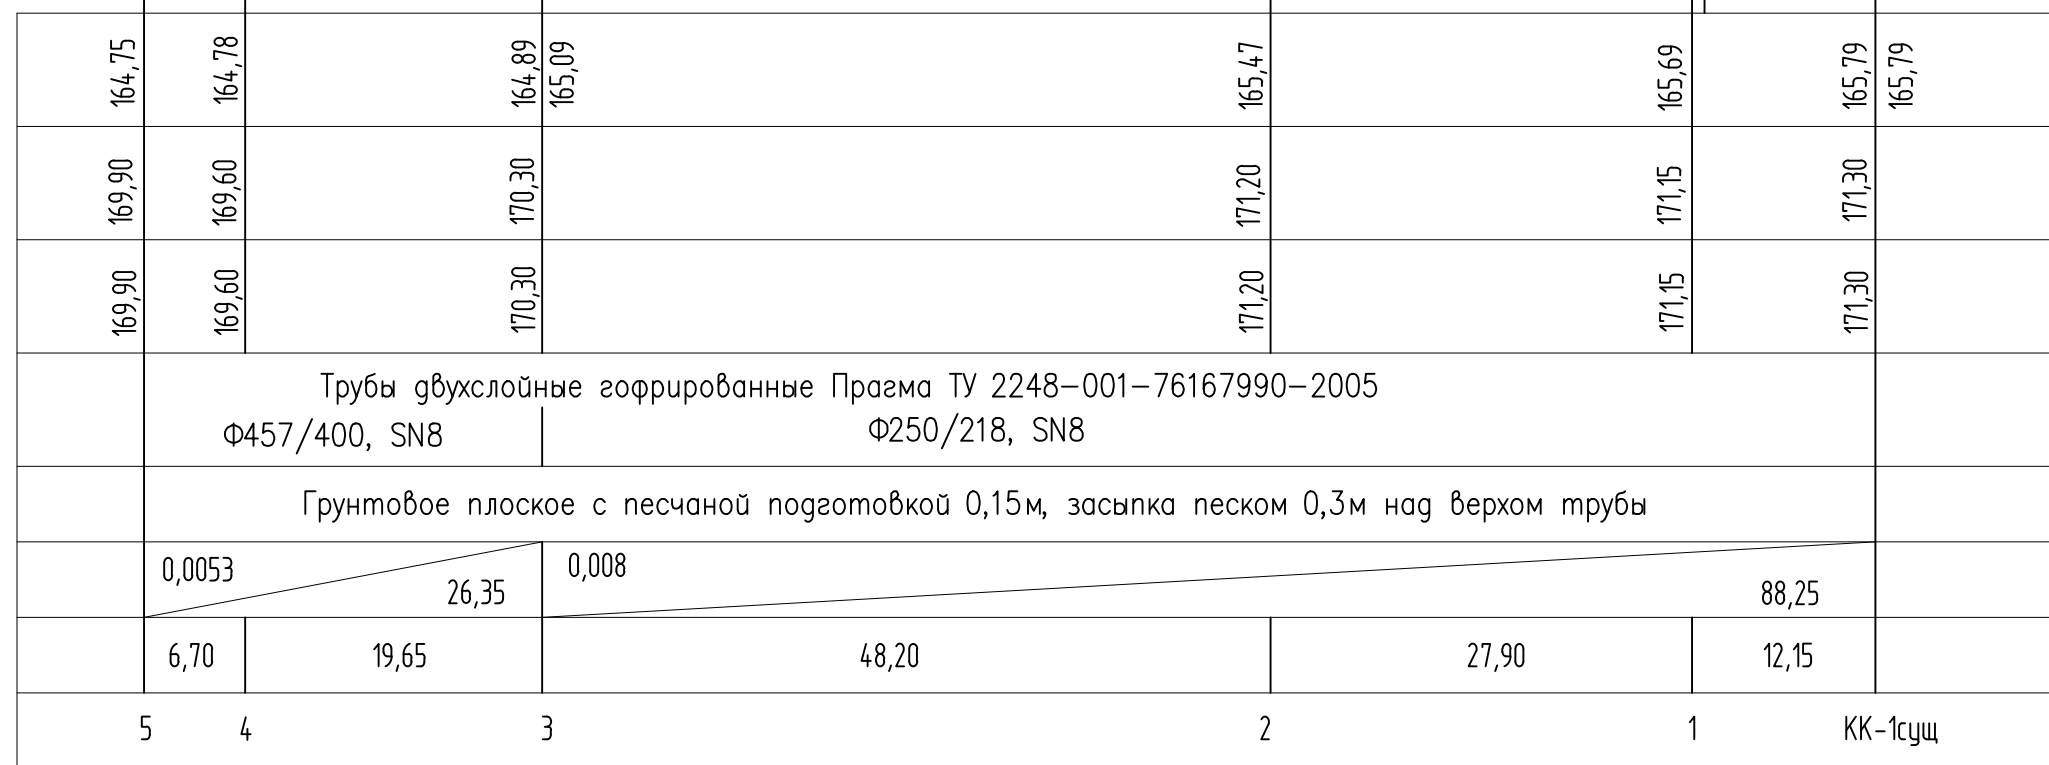 164,75 164,78 164,89 165,09 165,47 165,69 165,79 165,79
169,90 169,60 170,30 171,20 171,15 171,30
169,90 169,60 170,30 171,20 171,15 171,30
Трубы двухслойные гофрированные Прагма ТУ 2248-001-76167990-2005
Ф457/400, SN8 Ф250/218, SN8
Грунтовое плоское с песчаной подготовкой 0,15м, засыпка песком 0,3м над верхом трубы
0,0053 26,35 0,008 88,25
6,70 19,65 48,20 27,90 12,15
5 4 3 2 1 КК-1сущ